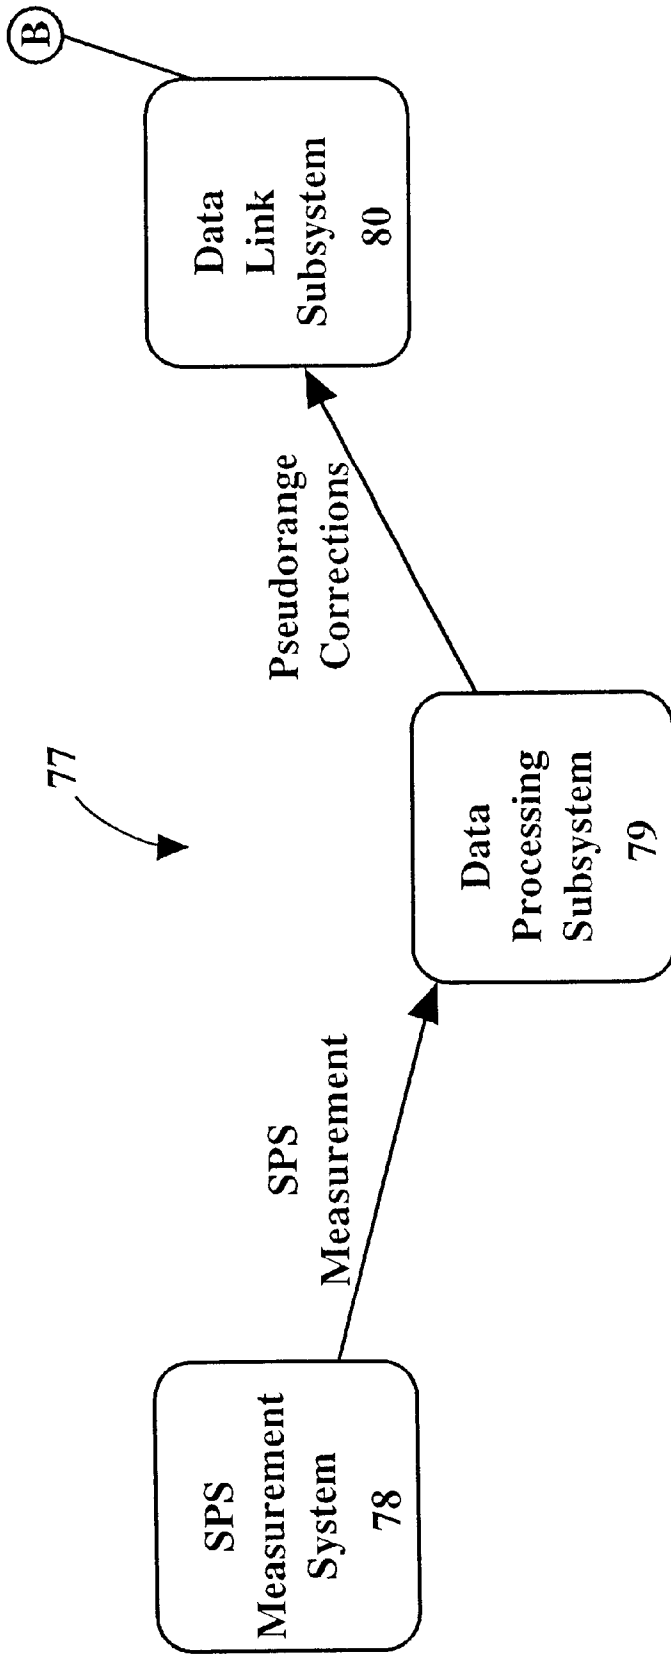 SPS
Measurement
System
78
SPS
Measurement
77
Data
Processing
Subsystem
79
Pseudorange
Corrections
Data
Link
Subsystem
80
B